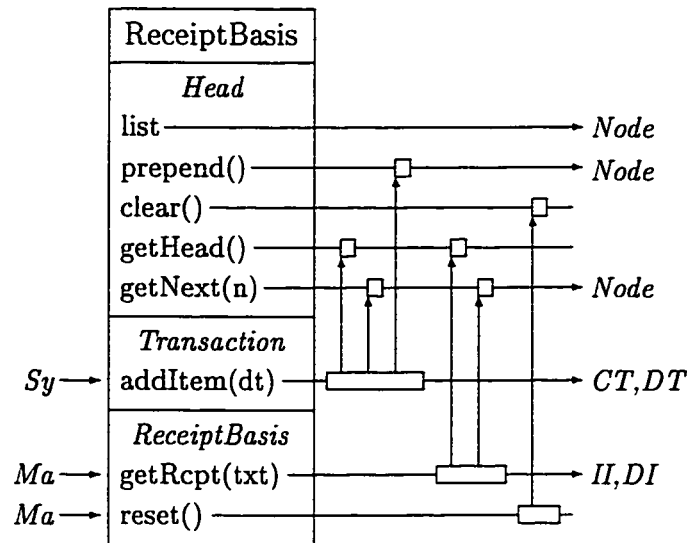 ReceiptBasis
Head
list Node
prepend() Node
clear()
getHead()
getNext(n) Node
Transaction
Sy addItem(dt) CT,DT
ReceiptBasis
Ma getRcpt(txt) II,DI
Ma reset()